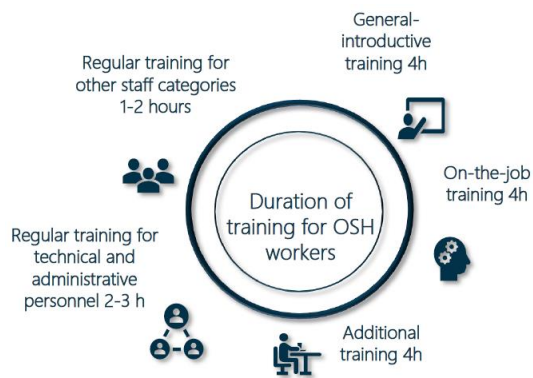 General-
introductive
training 4h
Regular training for
other staff categories
1-2 hours
On-the-job
training 4h
Duration of
training for OSH
workers
Regular training for
technical and
administrative
personnel 2-3 h
Additional
training 4h